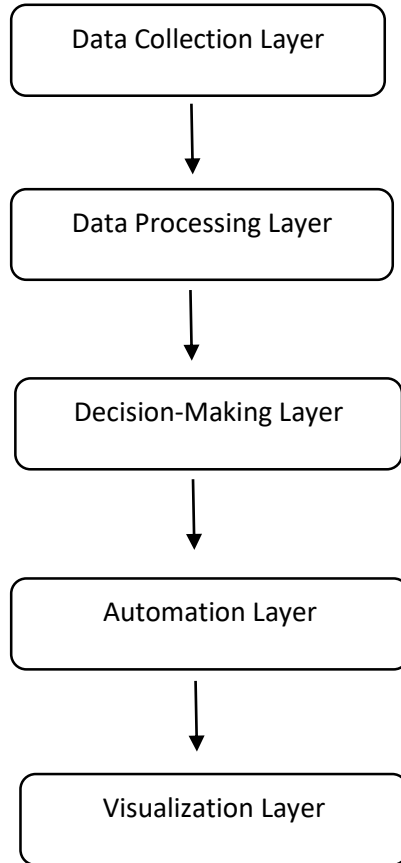 Data Collection Layer
Data Processing Layer
Decision-Making Layer
Automation Layer
Visualization Layer